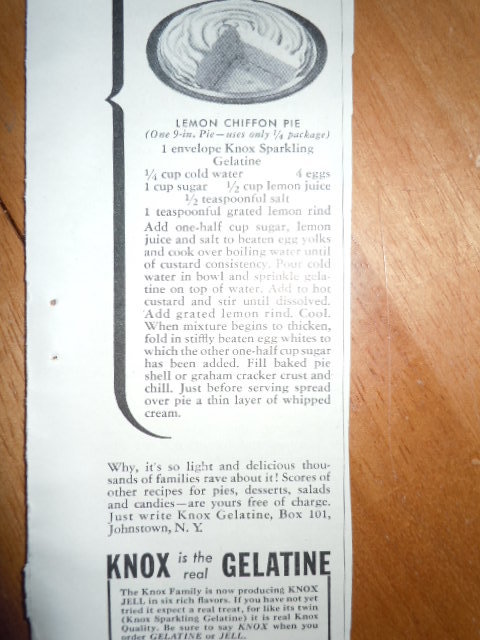 LEMON CHIFFON PIE
(One 9-in. Pie—uses only ¼ package)
1 envelope Knox Sparkling
Gelatine
¼ cup cold water 4 eggs
1 cup sugar ½ cup lemon juice
½ teaspoonful salt
1 teaspoonful grated lemon rind
Add one-half cup sugar, lemon
juice and salt to beaten egg yolks
and cook over boiling water until
of custard consistency. Pour cold
water in bowl and sprinkle gela-
tine on top of water. Add to hot
custard and stir until dissolved.
Add grated lemon rind. Cool.
When mixture begins to thicken,
fold in stiffly beaten egg whites to
which the other one-half cup sugar
has been added. Fill baked pie
shell or graham cracker crust and
chill. Just before serving spread
over pie a thin layer of whipped
cream.
Why, it's so light and delicious thou-
sands of families rave about it! Scores of
other recipes for pies, desserts, salads
and candies—are yours free of charge.
Just write Knox Gelatine, Box 101,
Johnstown, N. Y.
KNOX is the real GELATINE
The Knox Family is now producing KNOX
JELL in six rich flavors. If you have not yet
tried it expect a real treat, for like its twin
(Knox Sparkling Gelatine) it is real Knox
Quality. Be sure to say KNOX when you
order GELATINE or JELL.